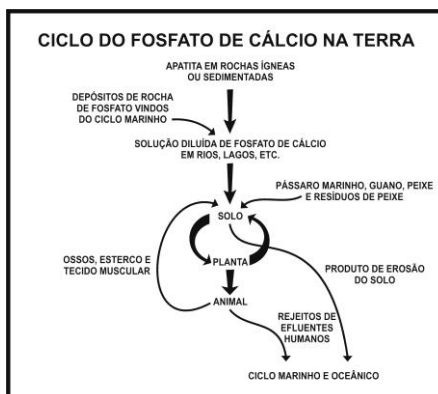 CICLO DO FOSFATO DE CÁLCIO NA TERRA
APATITA EM ROCHAS ÍGNEAS
OU SEDIMENTADAS
DEPÓSITOS DE ROCHA
DE FOSFATO VINDOS
DO CICLO MARINHO
SOLUÇÃO DILUÍDA DE FOSFATO DE CÁLCIO
EM RIOS, LAGOS, ETC.
PÁSSARO MARINHO, GUANO, PEIXE
E RESÍDUOS DE PEIXE
SOLO
OSSOS, ESTERCO E
TECIDO MUSCULAR
PLANTA
PRODUTO DE EROSÃO
DO SOLO
ANIMAL
REJEITOS DE
EFLUENTES
HUMANOS
CICLO MARINHO E OCEÂNICO